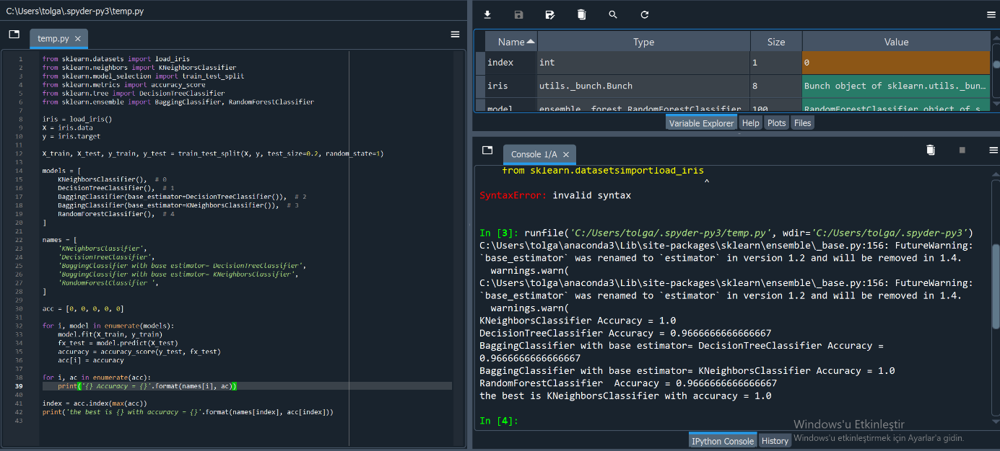 C:\Users\tolga\.spyder-py3\temp.py
temp.py ×
1 from sklearn.datasets import load_iris
2 from sklearn.neighbors import KNeighborsClassifier
3 from sklearn.model_selection import train_test_split
4 from sklearn.metrics import accuracy_score
5 from sklearn.tree import DecisionTreeClassifier
6 from sklearn.ensemble import BaggingClassifier, RandomForestClassifier
7
8 iris = load_iris()
9 X = iris.data
10 y = iris.target
11
12 X_train, X_test, y_train, y_test = train_test_split(X, y, test_size=0.2, random_state=1)
13
14 models = [
15     KNeighborsClassifier(),  # 0
16     DecisionTreeClassifier(),  # 1
17     BaggingClassifier(base_estimator=DecisionTreeClassifier()),  # 2
18     BaggingClassifier(base_estimator=KNeighborsClassifier()),  # 3
19     RandomForestClassifier(),  # 4
20 ]
21
22 names = [
23     'KNeighborsClassifier',
24     'DecisionTreeClassifier',
25     'BaggingClassifier with base estimator= DecisionTreeClassifier',
26     'BaggingClassifier with base estimator= KNeighborsClassifier',
27     'RandomForestClassifier ',
28 ]
29
30 acc = [0, 0, 0, 0, 0]
31
32 for i, model in enumerate(models):
33     model.fit(X_train, y_train)
34     fx_test = model.predict(X_test)
35     accuracy = accuracy_score(y_test, fx_test)
36     acc[i] = accuracy
37
38 for i, ac in enumerate(acc):
39     print('{} Accuracy = {}'.format(names[i], ac))
40
41 index = acc.index(max(acc))
42 print('the best is {} with accuracy = {}'.format(names[index], acc[index]))
43
Name Type Size Value
index int 1 0
iris utils._bunch.Bunch 8 Bunch object of sklearn.utils._bun…
model ensemble._forest.RandomForestClassifier 100 RandomForestClassifier object of s
Variable Explorer Help Plots Files
Console 1/A ×
from sklearn.datasetsimportload_iris
^
SyntaxError: invalid syntax
In [3]: runfile('C:/Users/tolga/.spyder-py3/temp.py', wdir='C:/Users/tolga/.spyder-py3')
C:\Users\tolga\anaconda3\Lib\site-packages\sklearn\ensemble\_base.py:156: FutureWarning:
`base_estimator` was renamed to `estimator` in version 1.2 and will be removed in 1.4.
  warnings.warn(
C:\Users\tolga\anaconda3\Lib\site-packages\sklearn\ensemble\_base.py:156: FutureWarning:
`base_estimator` was renamed to `estimator` in version 1.2 and will be removed in 1.4.
  warnings.warn(
KNeighborsClassifier Accuracy = 1.0
DecisionTreeClassifier Accuracy = 0.9666666666666667
BaggingClassifier with base estimator= DecisionTreeClassifier Accuracy =
0.9666666666666667
BaggingClassifier with base estimator= KNeighborsClassifier Accuracy = 1.0
RandomForestClassifier  Accuracy = 0.9666666666666667
the best is KNeighborsClassifier with accuracy = 1.0
In [4]:
Windows'u Etkinleştir
Windows'u etkinleştirmek için Ayarlar'a gidin.
IPython Console History